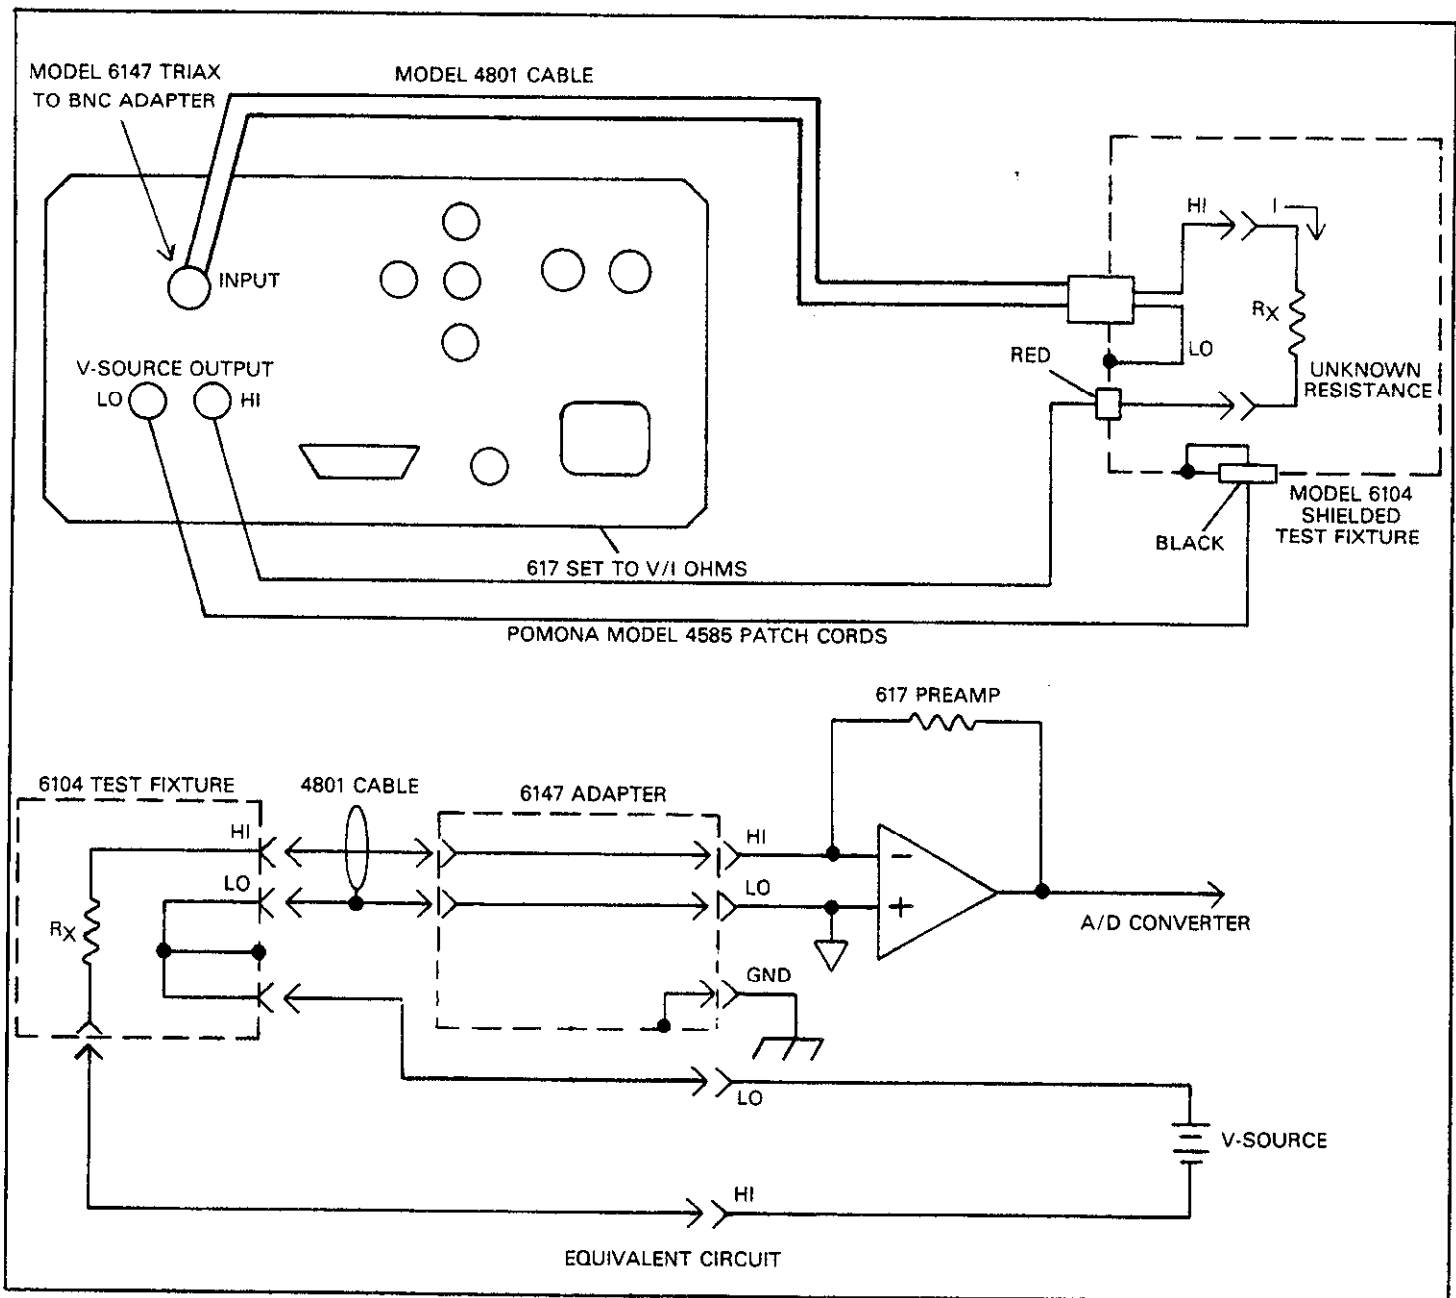 MODEL 6147 TRIAX
TO BNC ADAPTER
MODEL 4801 CABLE
INPUT
V-SOURCE OUTPUT
LO
HI
617 SET TO V/I OHMS
POMONA MODEL 4585 PATCH CORDS
HI
I
RX
LO
RED
UNKNOWN
RESISTANCE
MODEL 6104
SHIELDED
TEST FIXTURE
BLACK
617 PREAMP
6104 TEST FIXTURE
4801 CABLE
6147 ADAPTER
HI
LO
RX
HI
LO
GND
−
+
A/D CONVERTER
LO
V-SOURCE
HI
EQUIVALENT CIRCUIT